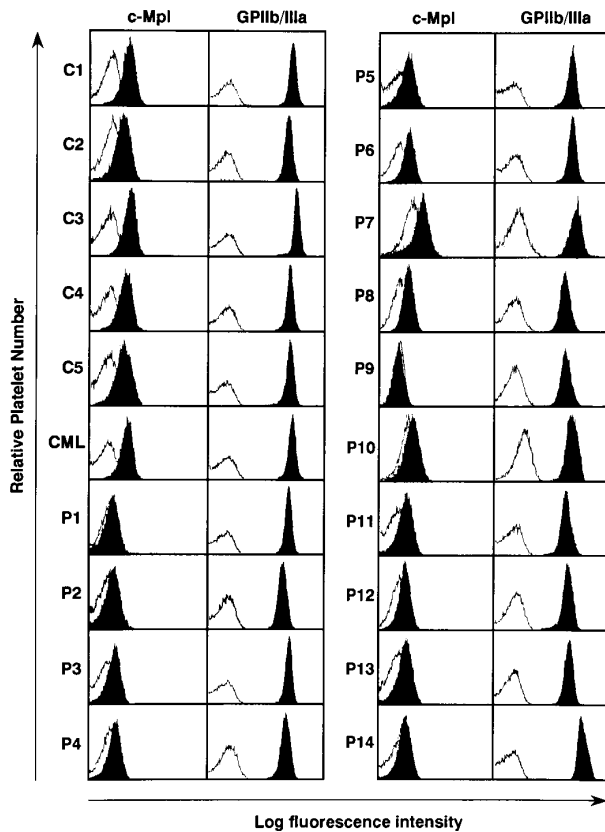 c-Mpl GPIIb/IIIa c-Mpl GPIIb/IIIa
C1
C2
C3
C4
C5
CML
P1
P2
P3
P4
P5
P6
P7
P8
P9
P10
P11
P12
P13
P14
Relative Platelet Number
Log fluorescence intensity